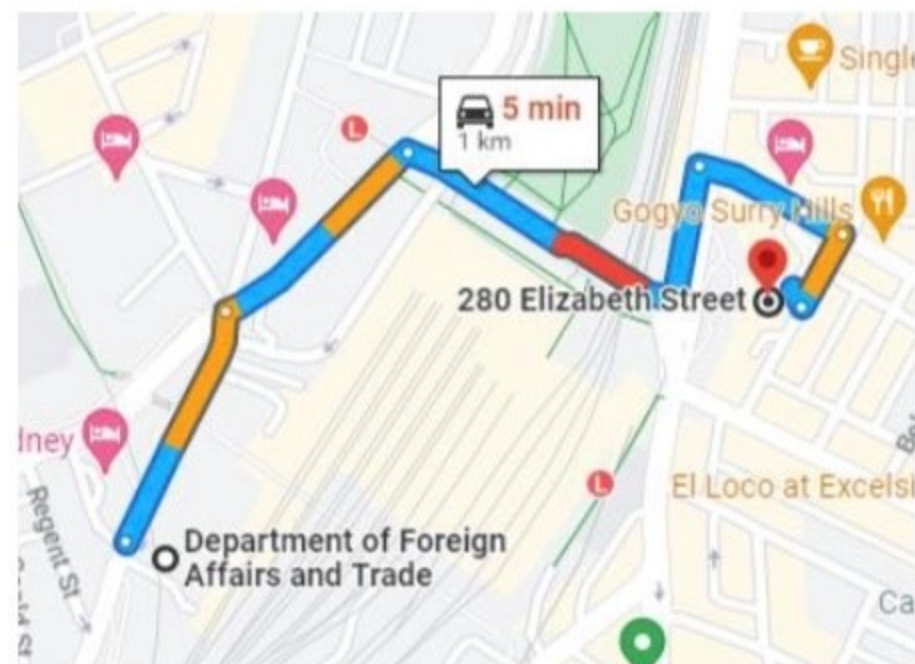 Single
5 min
1 km
Gogyo Surry Hills
280 Elizabeth Street
dney
El Loco at Excelsi
Regent St
Department of Foreign
Affairs and Trade
Ca
L
L